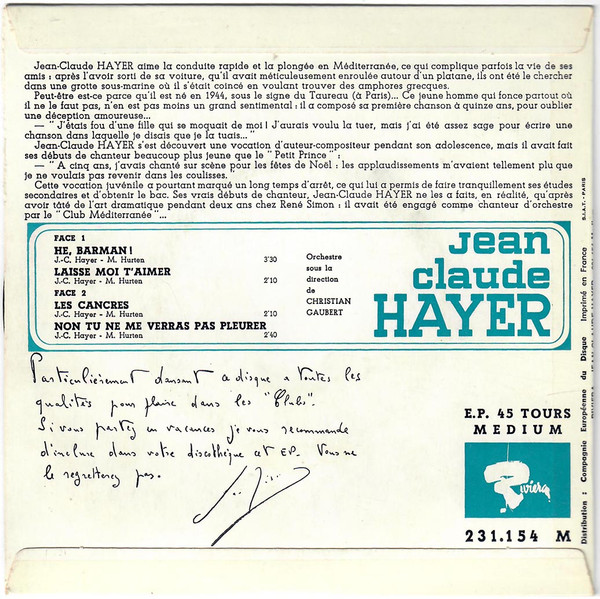 Jean-Claude HAYER aime la conduite rapide et la plongée en Méditerranée, ce qui complique parfois la vie de ses
amis : après l'avoir sorti de sa voiture, qu'il avait méticuleusement enroulée autour d'un platane, ils ont été le chercher
dans une grotte sous-marine où il s'était coincé en voulant trouver des amphores grecques.
Peut-être est-ce parce qu'il est né en 1944, sous le signe du Taureau (à Paris)... Ce jeune homme qui fonce partout où
il ne le faut pas, n'en est pas moins un grand sentimental : il a composé sa première chanson à quinze ans, pour oublier
une déception amoureuse...
— " J'étais fou d'une fille qui se moquait de moi ! J'aurais voulu la tuer, mais j'ai été assez sage pour écrire une
chanson dans laquelle je disais que je la tuais... "
Jean-Claude HAYER s'est découvert une vocation d'auteur-compositeur pendant son adolescence, mais il avait fait
ses débuts de chanteur beaucoup plus jeune que le " Petit Prince " :
— " A cinq ans, j'avais chanté sur scène pour les fêtes de Noël : les applaudissements m'avaient tellement plu que
je ne voulais pas revenir dans les coulisses. "
Cette vocation juvénile a pourtant marqué un long temps d'arrêt, ce qui lui a permis de faire tranquillement ses études
secondaires et d'obtenir le bac. Ses vrais débuts de chanteur, Jean-Claude HAYER ne les a faits, en réalité, qu'après
avoir tâté de l'art dramatique pendant deux ans chez René Simon : il avait été engagé comme chanteur d'orchestre
par le " Club Méditerranée "...
FACE 1
HE, BARMAN !
J.-C. Hayer - M. Hurten 3'30
LAISSE MOI T'AIMER
J.-C. Hayer - M. Hurten 2'10
FACE 2
LES CANCRES
J.-C. Hayer - M. Hurten 2'10
NON TU NE ME VERRAS PAS PLEURER
J.-C. Hayer - M. Hurten 2'40
Orchestre
sous la
direction
de
CHRISTIAN
GAUBERT
jean
claude
HAYER
Particulièrement dansant ce disque a toutes les
qualités pour plaire dans les "Clubs".
Si vous partez en vacances je vous recommande
d'inclure dans votre discothèque cet EP. Vous ne
le regretterez pas.
E.P. 45 TOURS
MEDIUM
Riviera
231.154 M
Distribution : Compagnie Européenne du Disque Imprimé en France S.I.A.T. - PARIS